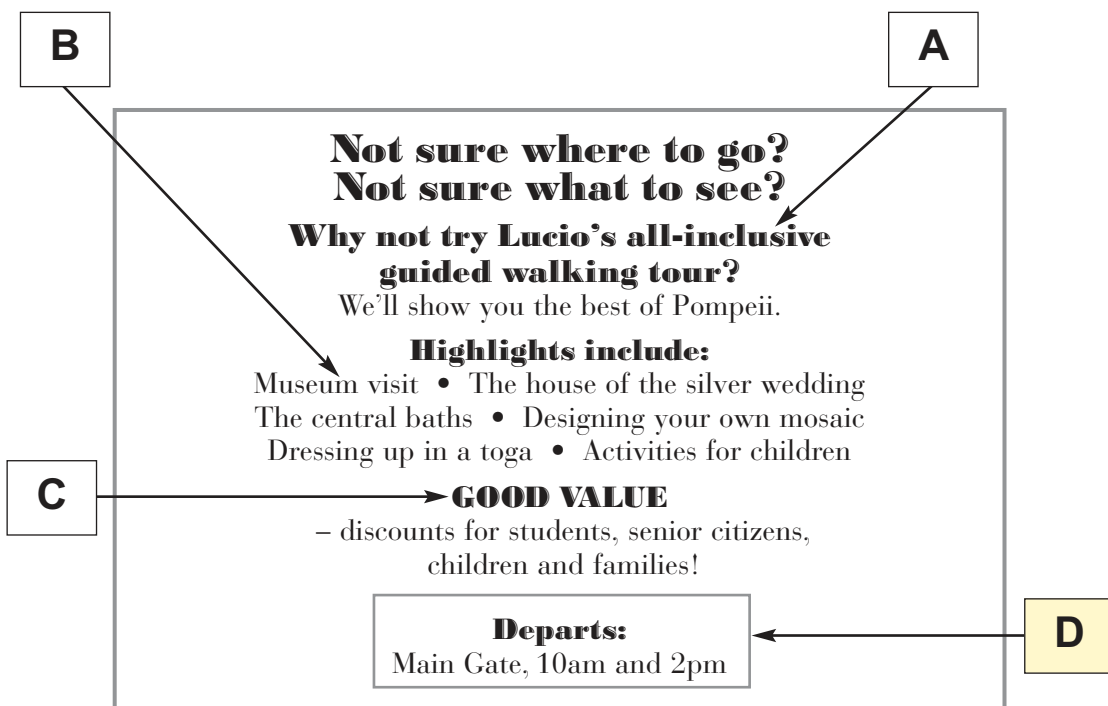 B
A
Not sure where to go?
Not sure what to see?
Why not try Lucio’s all-inclusive
guided walking tour?
We’ll show you the best of Pompeii.
Highlights include:
Museum visit • The house of the silver wedding
The central baths • Designing your own mosaic
Dressing up in a toga • Activities for children
C
GOOD VALUE
– discounts for students, senior citizens,
children and families!
Departs:
Main Gate, 10am and 2pm
D